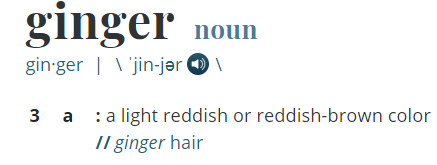 ginger noun
gin·ger | \ ˈjin-jər \
3 a : a light reddish or reddish-brown color
// ginger hair